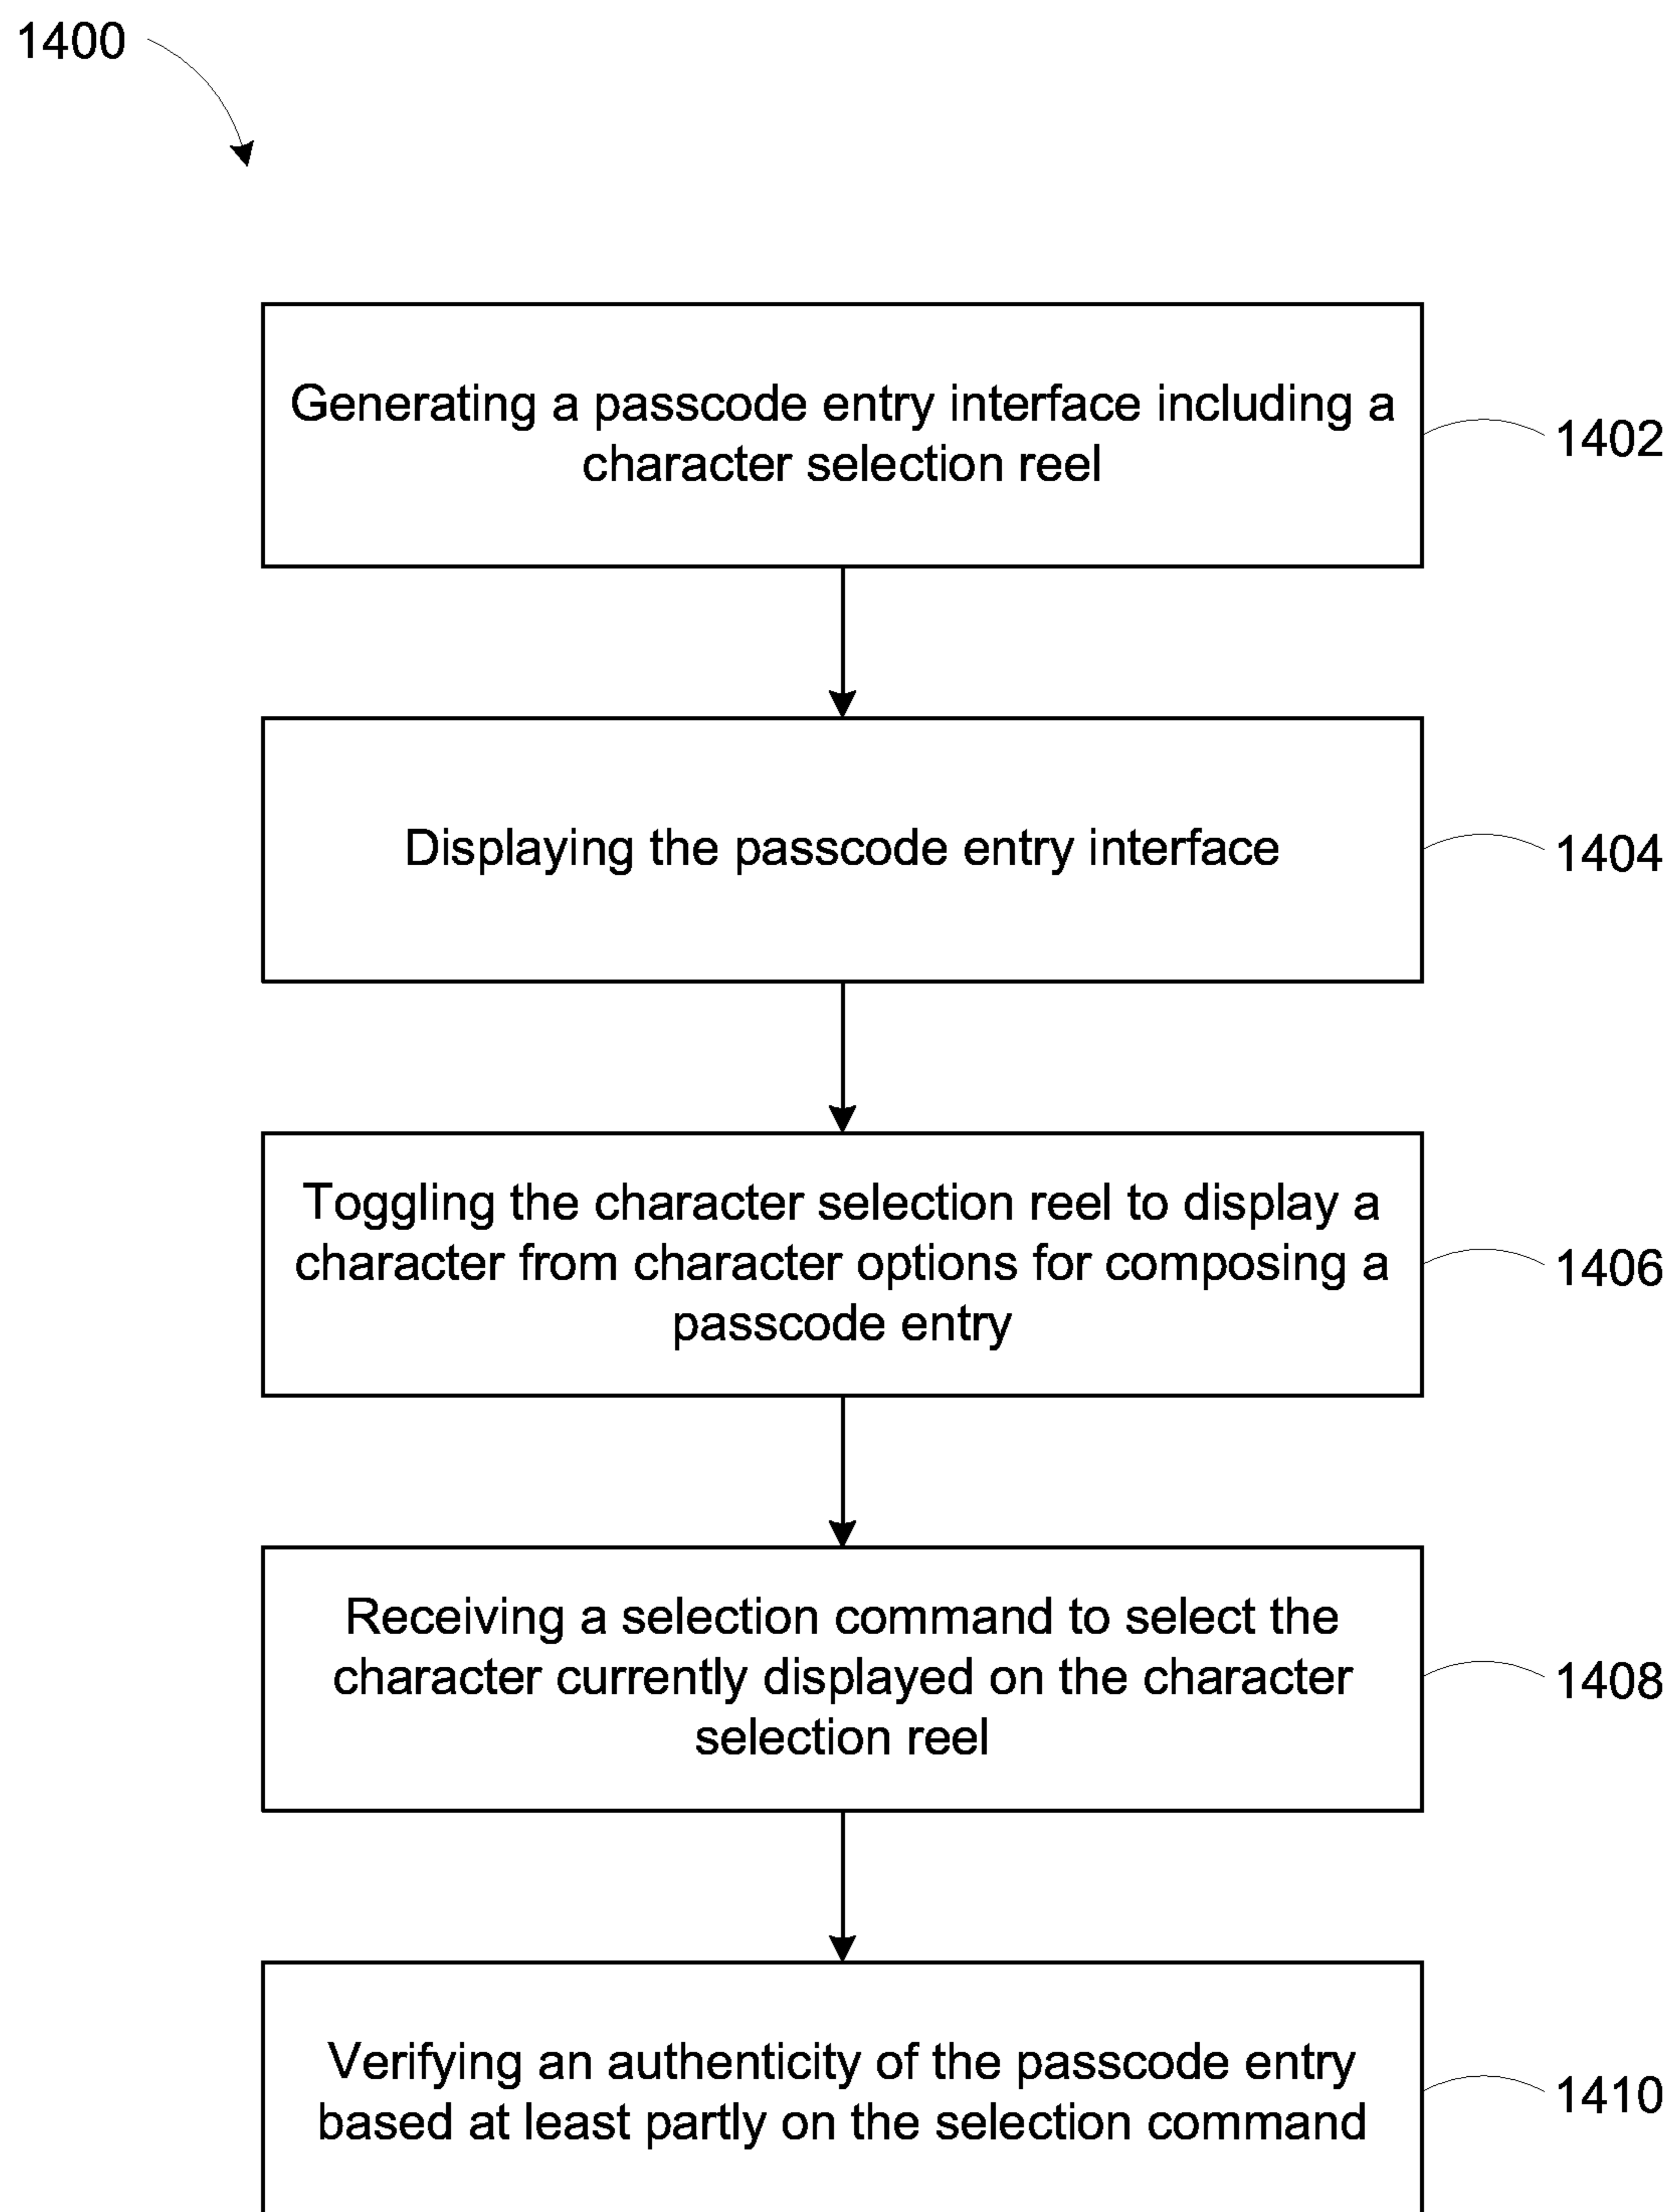 1400
Generating a passcode entry interface including a
character selection reel
1402
Displaying the passcode entry interface
1404
Toggling the character selection reel to display a
character from character options for composing a
passcode entry
1406
Receiving a selection command to select the
character currently displayed on the character
selection reel
1408
Verifying an authenticity of the passcode entry
based at least partly on the selection command
1410